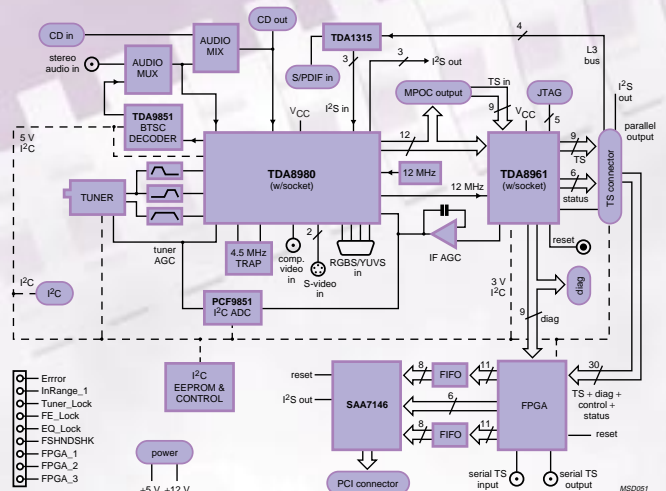 CD in
CD out
stereo
audio in
AUDIO
MUX
AUDIO
MIX
TDA1315
S/PDIF in
3
I²S in
3
I²S out
4
L3
bus
MPOC output
TS in
9
JTAG
5
I²S
out
parallel
output
TDA9851
BTSC
DECODER
5 V
I²C
VCC
12
VCC
9
TS
6
status
TS connector
TUNER
TDA8980
(w/socket)
12 MHz
12 MHz
TDA8961
(w/socket)
tuner
AGC
4.5 MHz
TRAP
comp.
video
in
2
S-video
in
RGBS/YUVS
in
IF AGC
reset
I²C
I²C
PCF9851
I²C ADC
3 V
I²C
diag
9
diag
I²C
EEPROM &
CONTROL
reset
I²S out
SAA7146
8
FIFO
11
6
8
FIFO
11
FPGA
30
TS + diag +
control +
status
reset
Errror
InRange_1
Tuner_Lock
FE_Lock
EQ_Lock
FSHNDSHK
FPGA_1
FPGA_2
FPGA_3
power
+5 V +12 V
PCI connector
serial TS
input
serial TS
output
MSD051